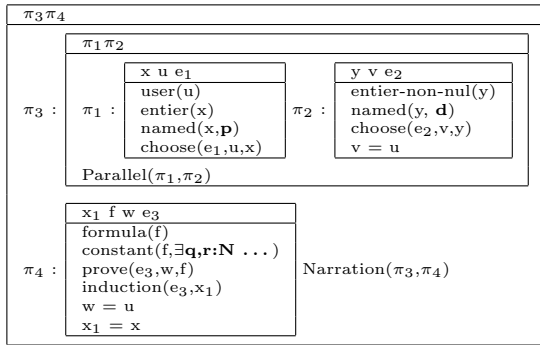 π₃π₄
π₁π₂
x u e₁
y v e₂
user(u)
entier-non-nul(y)
π₃ : π₁ : entier(x) π₂ : named(y, d)
named(x,p)
choose(e₂,v,y)
choose(e₁,u,x)
v = u
Parallel(π₁,π₂)
x₁ f w e₃
formula(f)
constant(f,∃q,r:N ...)
π₄ : prove(e₃,w,f) Narration(π₃,π₄)
induction(e₃,x₁)
w = u
x₁ = x